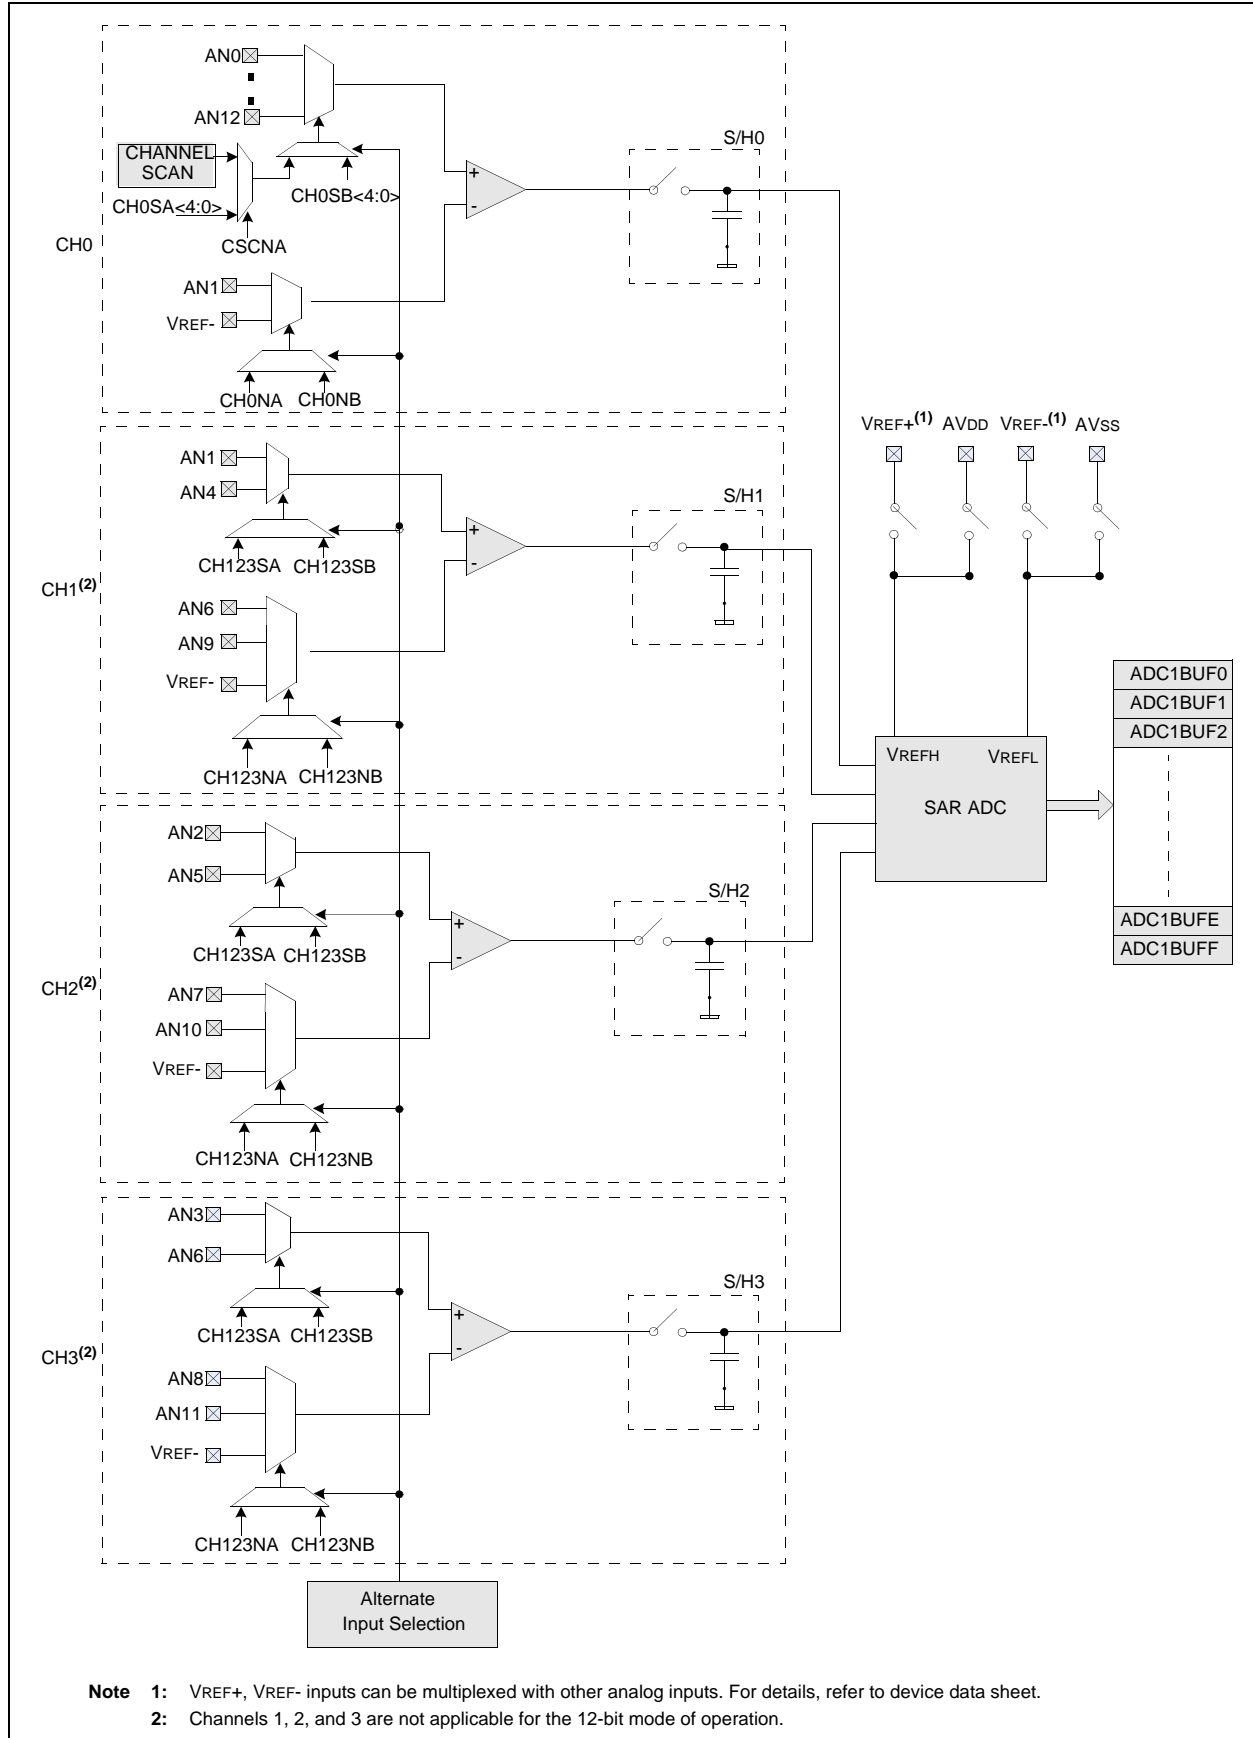 AN0
AN12
CHANNEL
SCAN
CH0SA<4:0>
CH0SB<4:0>
CSCNA
+
-
S/H0
CH0
AN1
VREF-
CH0NA
CH0NB
AN1
AN4
CH123SA
CH123SB
+
-
S/H1
CH1(2)
AN6
AN9
VREF-
CH123NA
CH123NB
VREF+(1)
AVDD
VREF-(1)
AVSS
VREFH
VREFL
SAR ADC
ADC1BUF0
ADC1BUF1
ADC1BUF2
ADC1BUFE
ADC1BUFF
AN2
AN5
CH123SA
CH123SB
+
-
S/H2
CH2(2)
AN7
AN10
VREF-
CH123NA
CH123NB
AN3
AN6
CH123SA
CH123SB
+
-
S/H3
CH3(2)
AN8
AN11
VREF-
CH123NA
CH123NB
Alternate
Input Selection
Note 1: VREF+, VREF- inputs can be multiplexed with other analog inputs. For details, refer to device data sheet.
2: Channels 1, 2, and 3 are not applicable for the 12-bit mode of operation.